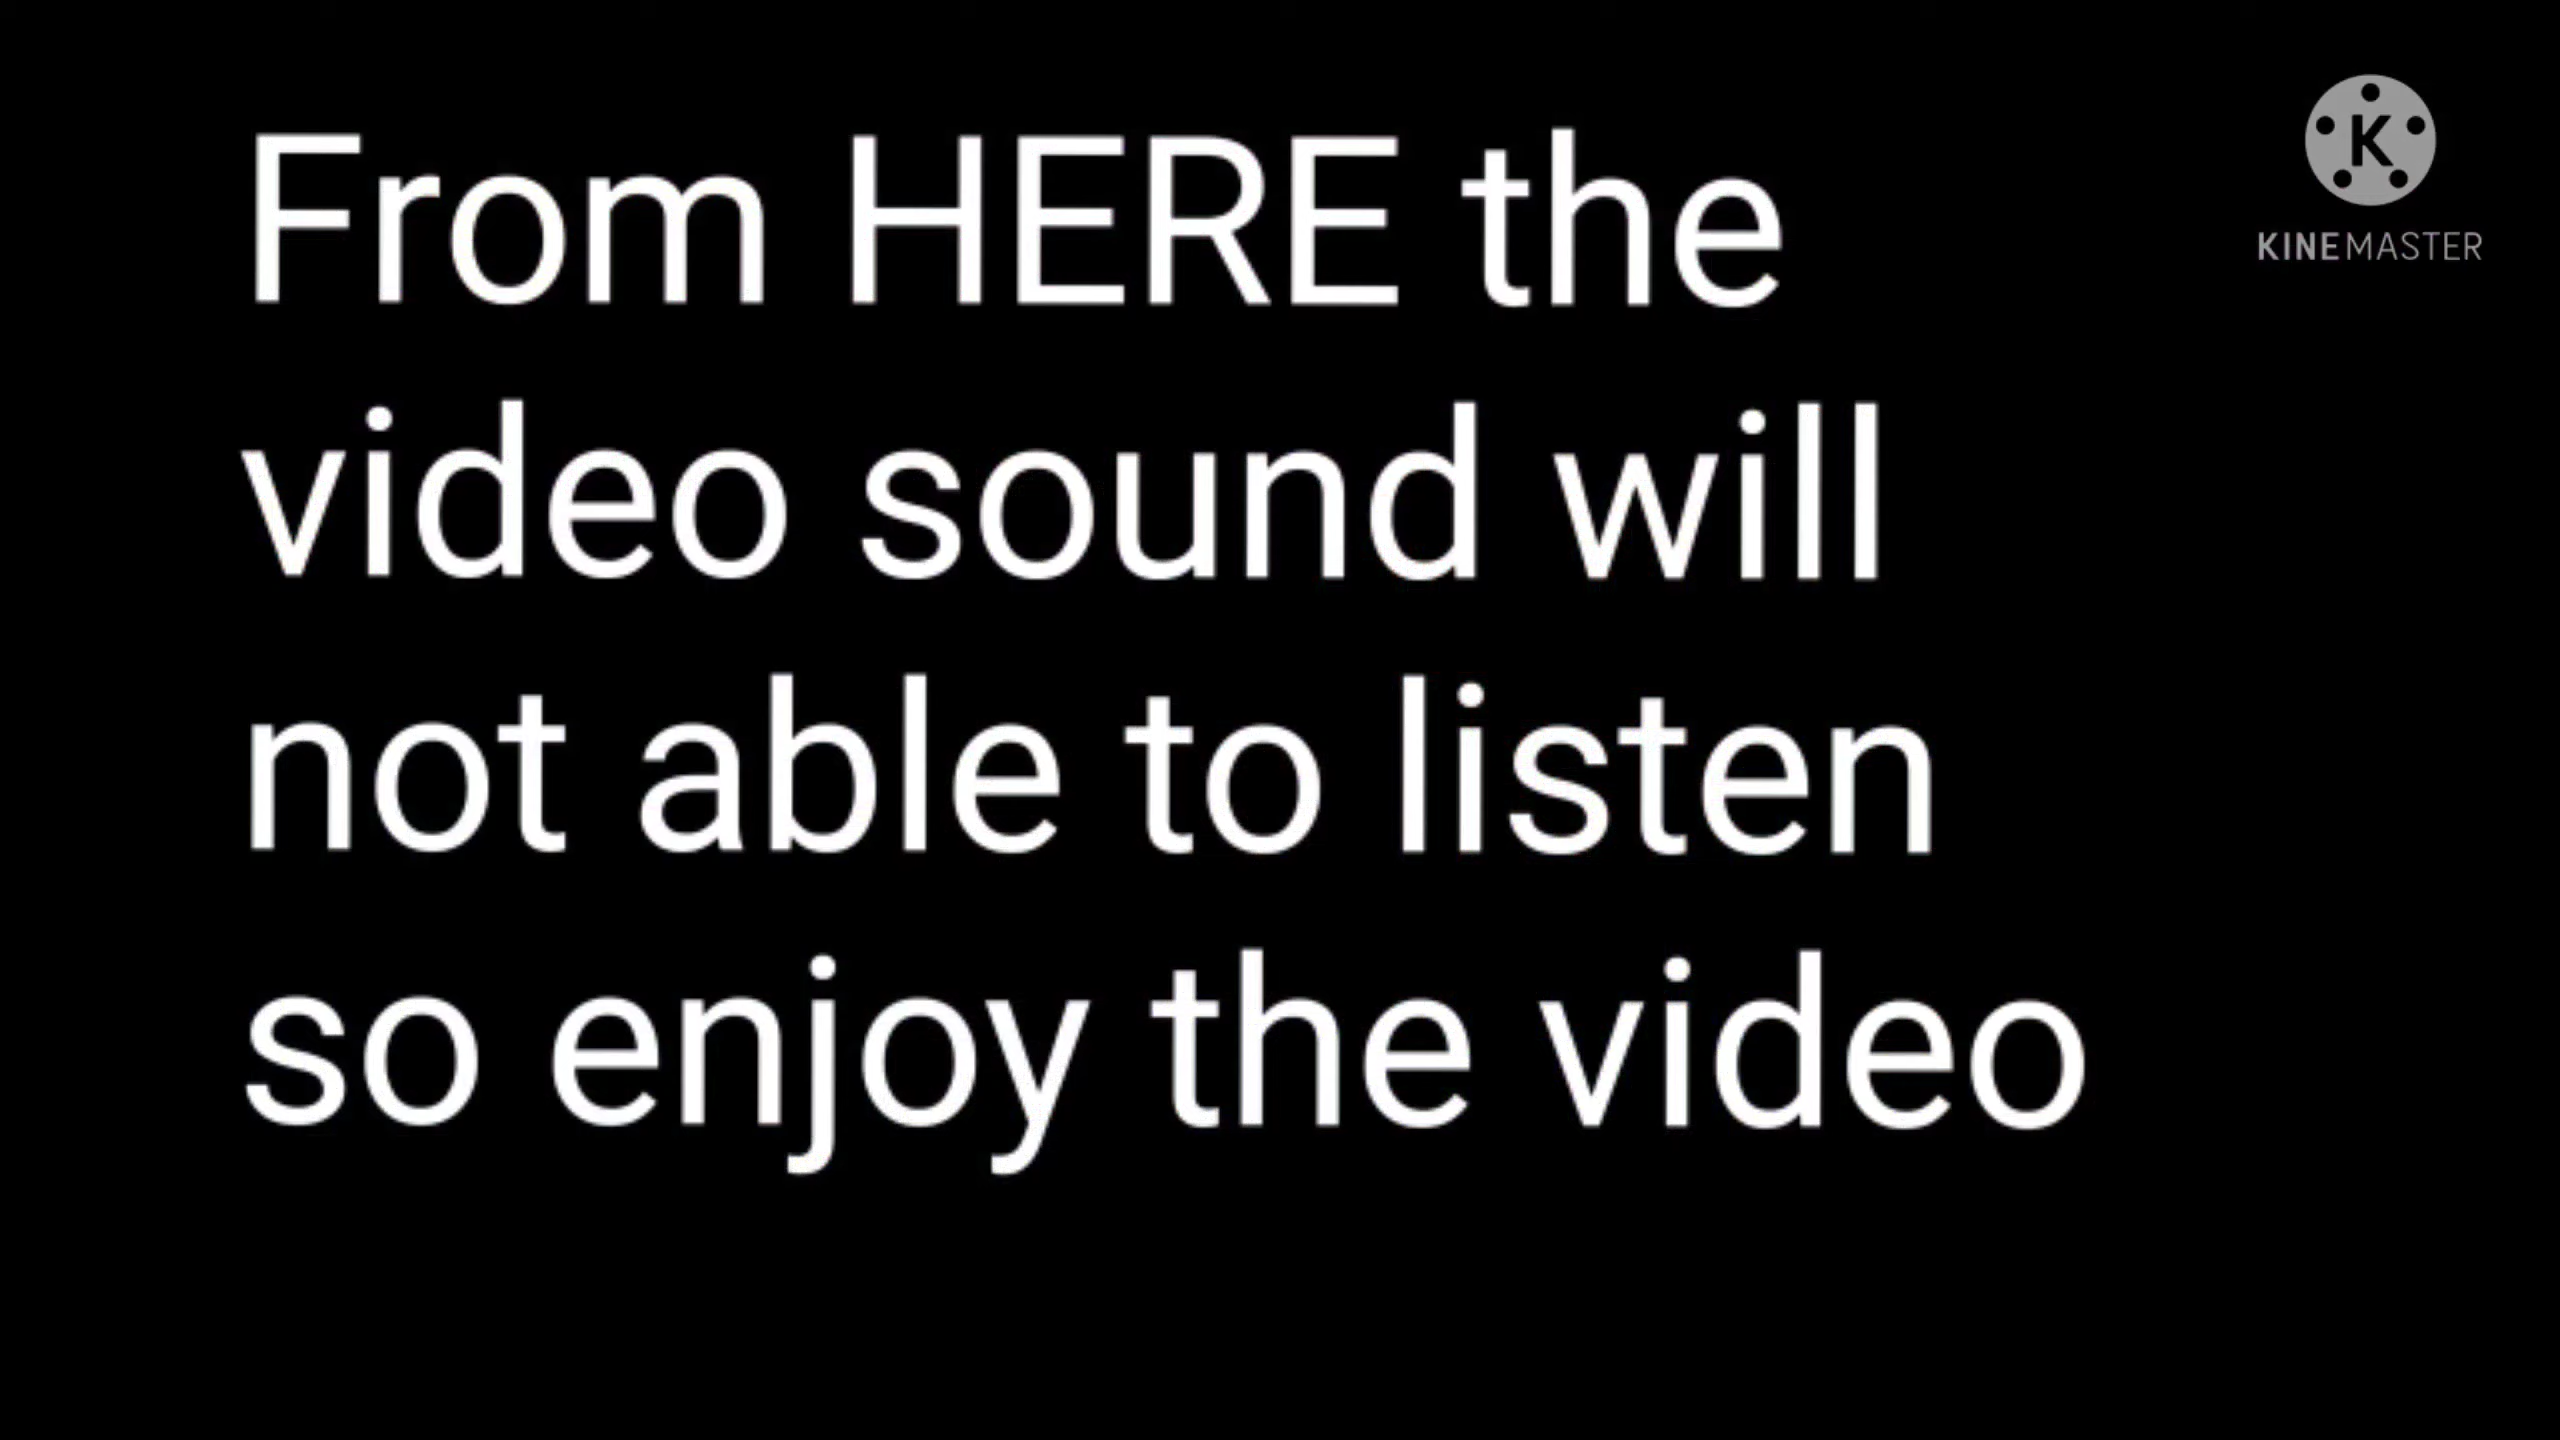 From HERE the
video sound will
not able to listen
so enjoy the video
K
KINEMASTER